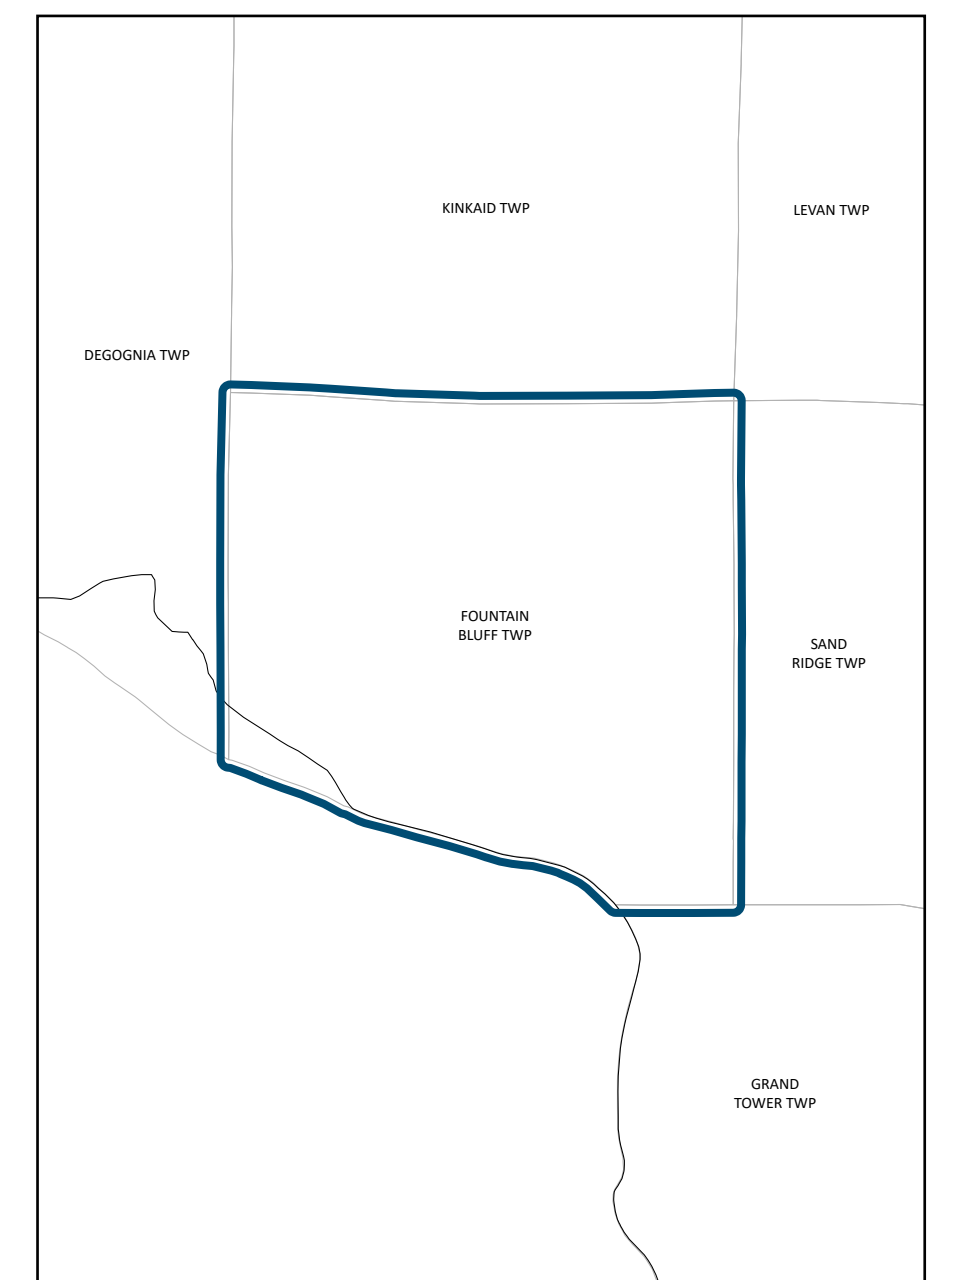 KINKAID TWP
LEVAN TWP
DEGOGNIA TWP
FOUNTAIN
BLUFF TWP
SAND
RIDGE TWP
GRAND
TOWER TWP